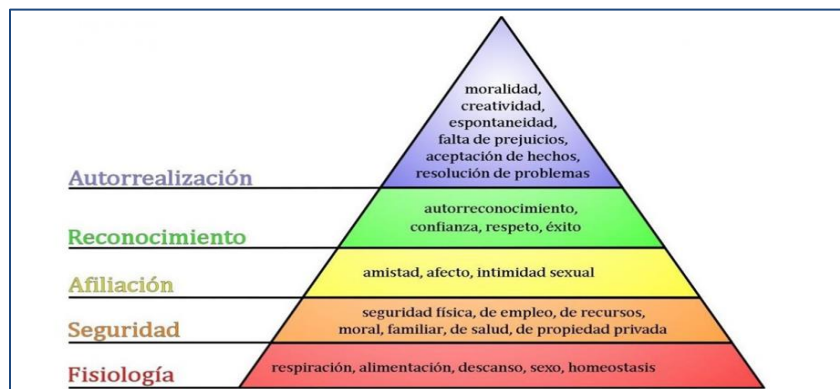 moralidad,
creatividad,
espontaneidad,
falta de prejuicios,
aceptación de hechos,
resolución de problemas
Autorrealización
autorreconocimiento,
confianza, respeto, éxito
Reconocimiento
amistad, afecto, intimidad sexual
Afiliación
seguridad física, de empleo, de recursos,
moral, familiar, de salud, de propiedad privada
Seguridad
respiración, alimentación, descanso, sexo, homeostasis
Fisiología